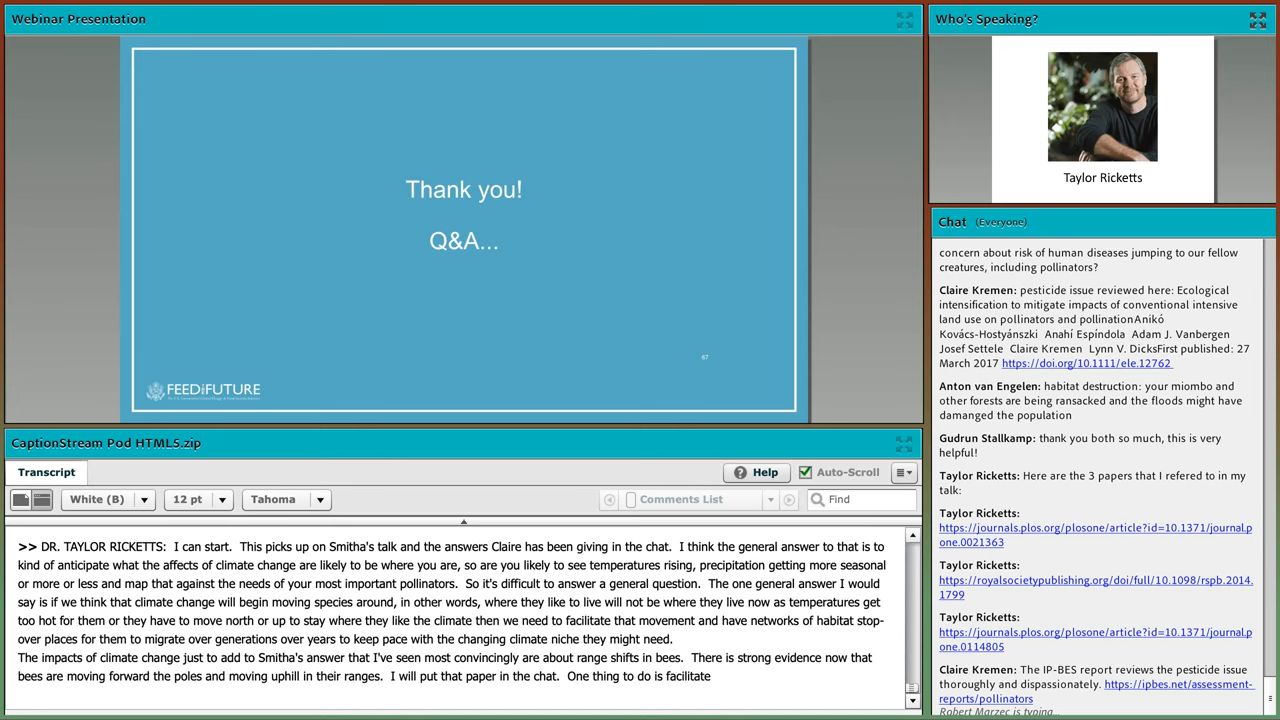 Webinar Presentation
Thank you!
Q&A...
67
FEEDTHEFUTURE
Who's Speaking?
Taylor Ricketts
Chat (Everyone)
concern about risk of human diseases jumping to our fellow
creatures, including pollinators?
Claire Kremen: pesticide issue reviewed here: Ecological
intensification to mitigate impacts of conventional intensive
land use on pollinators and pollinationAnikó
Kovács-Hostyánszki Anahí Espíndola Adam J. Vanbergen
Josef Settele Claire Kremen Lynn V. DicksFirst published: 27
March 2017 https://doi.org/10.1111/ele.12762
Anton van Engelen: habitat destruction: your miombo and
other forests are being ransacked and the floods might have
damanged the population
Gudrun Stallkamp: thank you both so much, this is very
helpful!
Taylor Ricketts: Here are the 3 papers that I refered to in my
talk:
Taylor Ricketts:
https://journals.plos.org/plosone/article?id=10.1371/journal.p
one.0021363
Taylor Ricketts:
https://royalsocietypublishing.org/doi/full/10.1098/rspb.2014.
1799
Taylor Ricketts:
https://journals.plos.org/plosone/article?id=10.1371/journal.p
one.0114805
Claire Kremen: The IP-BES report reviews the pesticide issue
thoroughly and dispassionately. https://ipbes.net/assessment-
reports/pollinators
Robert Marzec is typing...
CaptionStream Pod HTML5.zip
Transcript
Help
Auto-Scroll
White (B)
12 pt
Tahoma
Comments List
Find
>> DR. TAYLOR RICKETTS: I can start. This picks up on Smitha's talk and the answers Claire has been giving in the chat. I think the general answer to that is to
kind of anticipate what the affects of climate change are likely to be where you are, so are you likely to see temperatures rising, precipitation getting more seasonal
or more or less and map that against the needs of your most important pollinators. So it's difficult to answer a general question. The one general answer I would
say is if we think that climate change will begin moving species around, in other words, where they like to live will not be where they live now as temperatures get
too hot for them or they have to move north or up to stay where they like the climate then we need to facilitate that movement and have networks of habitat stop-
over places for them to migrate over generations over years to keep pace with the changing climate niche they might need.
The impacts of climate change just to add to Smitha's answer that I've seen most convincingly are about range shifts in bees. There is strong evidence now that
bees are moving forward the poles and moving uphill in their ranges. I will put that paper in the chat. One thing to do is facilitate